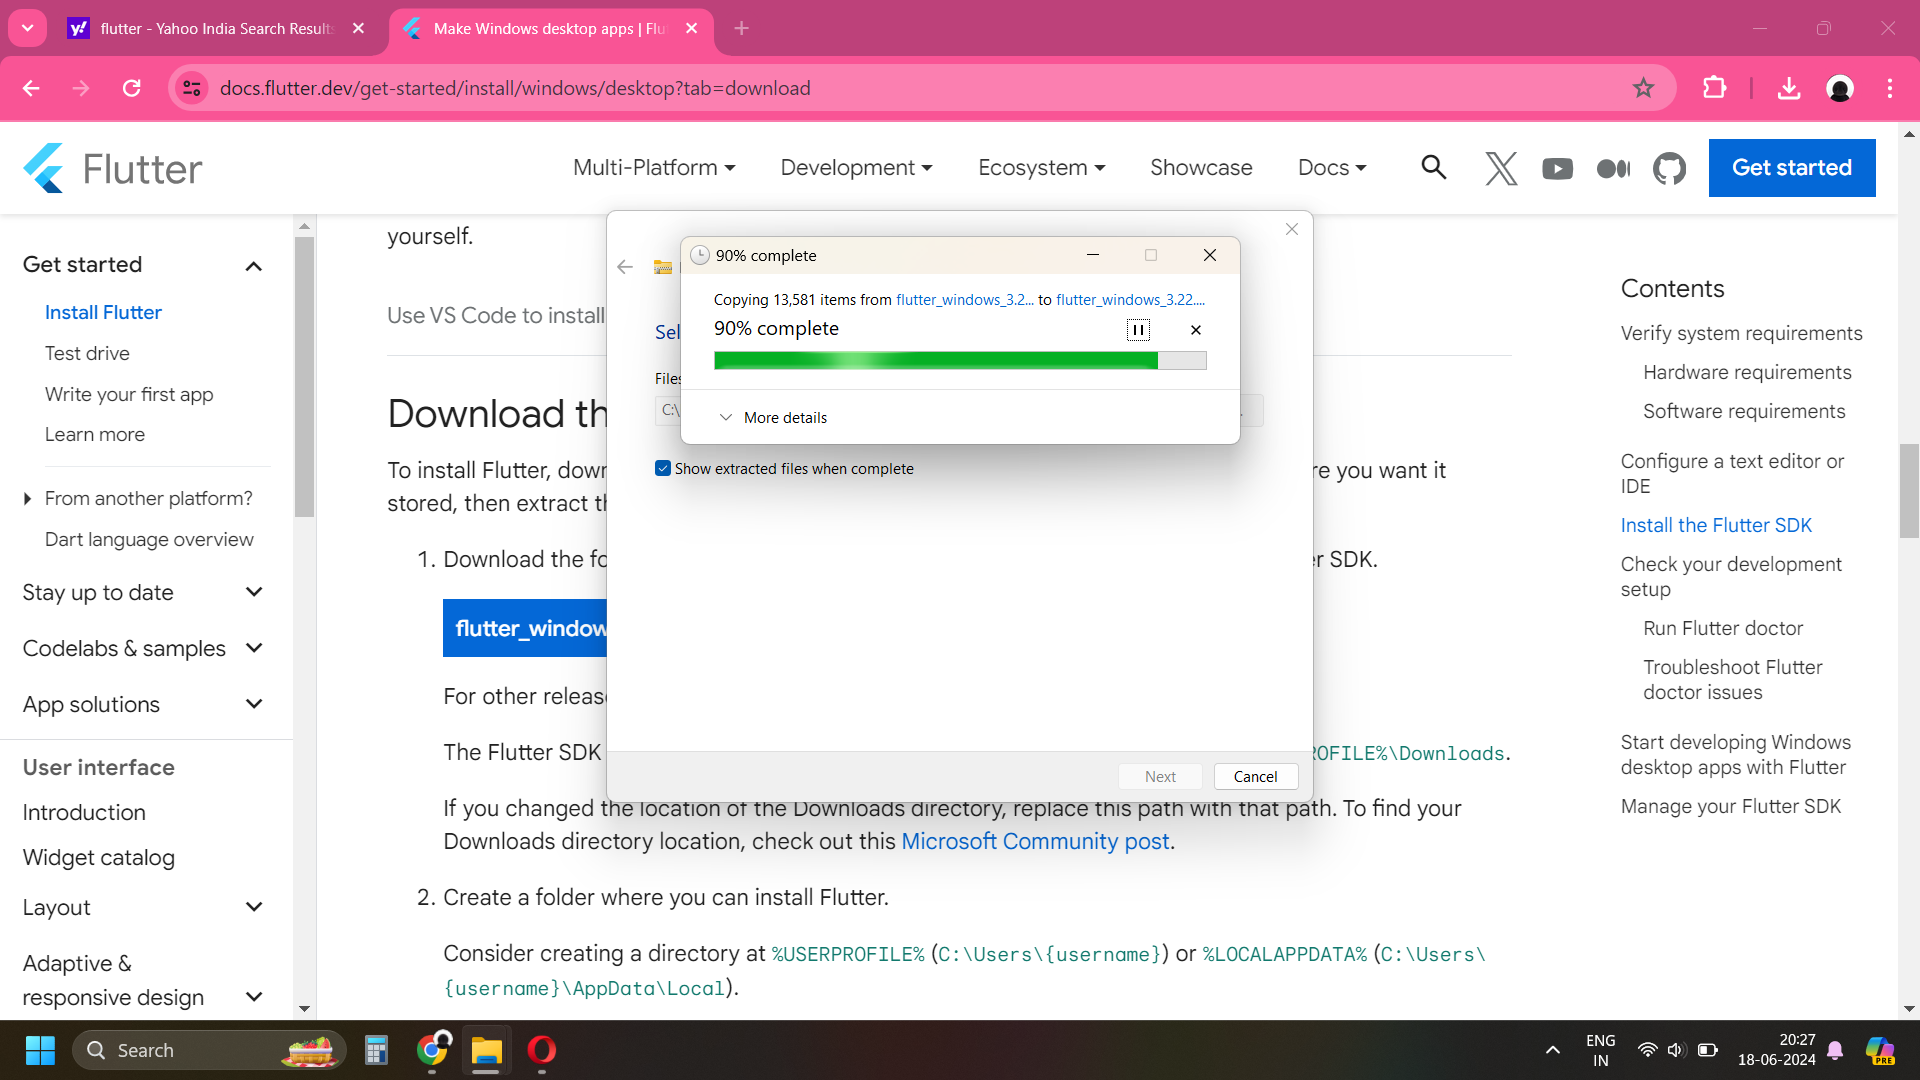 flutter - Yahoo India Search Results
Make Windows desktop apps | Flu
docs.flutter.dev/get-started/install/windows/desktop?tab=download
Flutter
Multi-Platform
Development
Ecosystem
Showcase
Docs
Get started
Get started
Install Flutter
Test drive
Write your first app
Learn more
From another platform?
Dart language overview
Stay up to date
Codelabs & samples
App solutions
User interface
Introduction
Widget catalog
Layout
Adaptive &
responsive design
yourself.
Use VS Code to install
Download th
To install Flutter, down
re you want it
stored, then extract th
1. Download the fo
er SDK.
flutter_window
For other release
The Flutter SDK
ROFILE%\Downloads.
If you changed the location of the Downloads directory, replace this path with that path. To find your
Downloads directory location, check out this Microsoft Community post.
2. Create a folder where you can install Flutter.
Consider creating a directory at %USERPROFILE% (C:\Users\{username}) or %LOCALAPPDATA% (C:\Users\
{username}\AppData\Local).
90% complete
Copying 13,581 items from flutter_windows_3.2... to flutter_windows_3.22....
90% complete
More details
Sel
Files
C:\
Show extracted files when complete
Next
Cancel
Contents
Verify system requirements
Hardware requirements
Software requirements
Configure a text editor or
IDE
Install the Flutter SDK
Check your development
setup
Run Flutter doctor
Troubleshoot Flutter
doctor issues
Start developing Windows
desktop apps with Flutter
Manage your Flutter SDK
Search
ENG
IN
20:27
18-06-2024
PRE